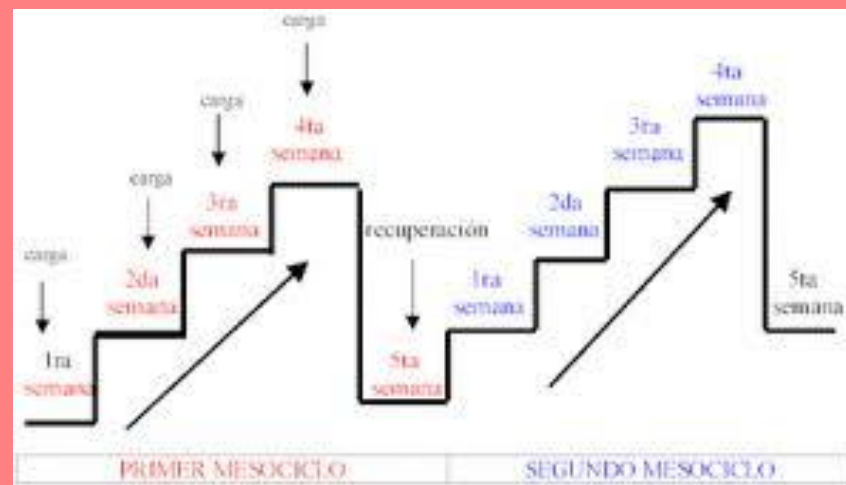 carga
carga
carga
carga
1ra
semana
2da
semana
3ra
semana
4ta
semana
recuperación
5ta
semana
1ra
semana
2da
semana
3ra
semana
4ta
semana
5ta
semana
PRIMER MESOCICLO
SEGUNDO MESOCICLO